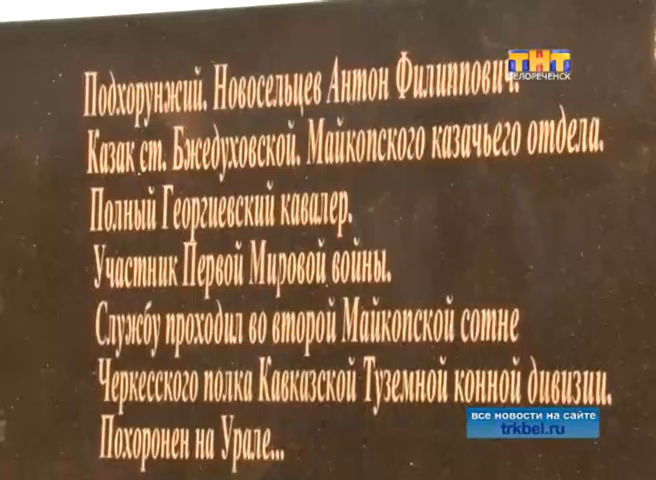 ТНТ
БЕЛОРЕЧЕНСК
Подхорунжий. Новосельцев Антон Филиппович.
Казак ст. Бжедуховской. Майкопского казачьего отдела.
Полный Георгиевский кавалер.
Участник Первой Мировой войны.
Службу проходил во второй Майкопской сотне
Черкесского полка Кавказской Туземной конной дивизии.
Похоронен на Урале...
все новости на сайте
trkbel.ru